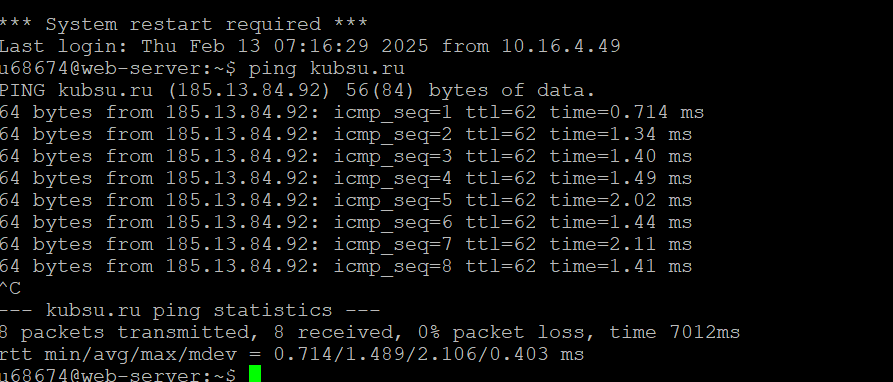 *** System restart required ***
Last login: Thu Feb 13 07:16:29 2025 from 10.16.4.49
u68674@web-server:~$ ping kubsu.ru
PING kubsu.ru (185.13.84.92) 56(84) bytes of data.
64 bytes from 185.13.84.92: icmp_seq=1 ttl=62 time=0.714 ms
64 bytes from 185.13.84.92: icmp_seq=2 ttl=62 time=1.34 ms
64 bytes from 185.13.84.92: icmp_seq=3 ttl=62 time=1.40 ms
64 bytes from 185.13.84.92: icmp_seq=4 ttl=62 time=1.49 ms
64 bytes from 185.13.84.92: icmp_seq=5 ttl=62 time=2.02 ms
64 bytes from 185.13.84.92: icmp_seq=6 ttl=62 time=1.44 ms
64 bytes from 185.13.84.92: icmp_seq=7 ttl=62 time=2.11 ms
64 bytes from 185.13.84.92: icmp_seq=8 ttl=62 time=1.41 ms
^C
--- kubsu.ru ping statistics ---
8 packets transmitted, 8 received, 0% packet loss, time 7012ms
rtt min/avg/max/mdev = 0.714/1.489/2.106/0.403 ms
u68674@web-server:~$